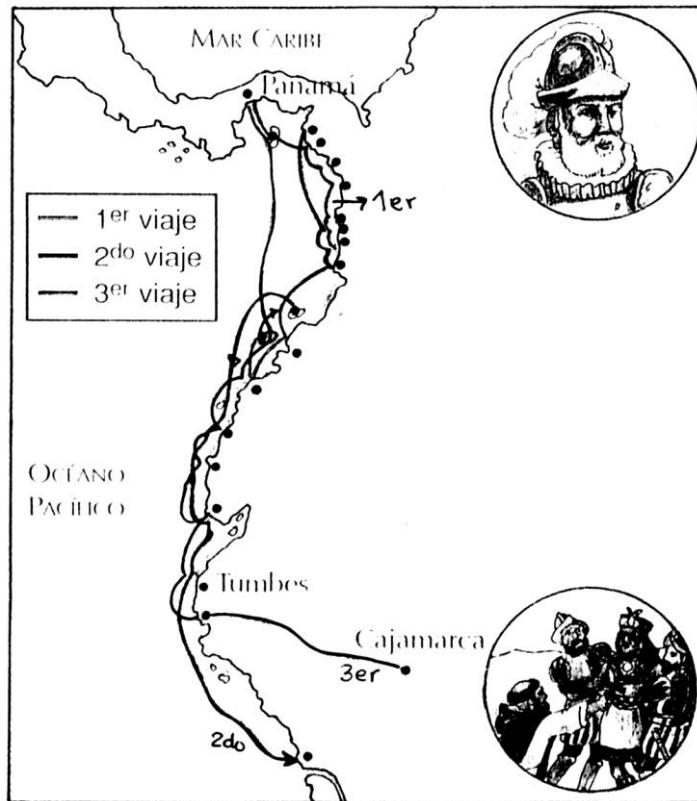 MAR CARIBE
Panamá
1er viaje
2do viaje
3er viaje
1er
OCÉANO
PACÍFICO
Tumbes
Cajamarca
3er
2do